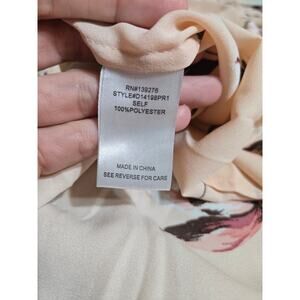 RN#139276
STYLE#D14198PR1
SELF
100%POLYESTER
MADE IN CHINA
SEE REVERSE FOR CARE